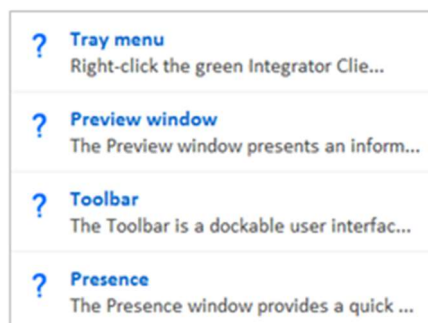 ? Tray menu
Right-click the green Integrator Clie...
? Preview window
The Preview window presents an inform...
? Toolbar
The Toolbar is a dockable user interfac...
? Presence
The Presence window provides a quick ...